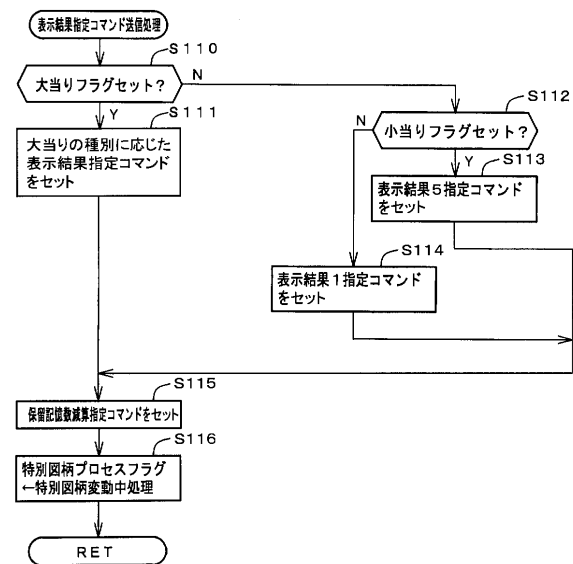 表示結果指定コマンド送信処理
S110
大当りフラグセット?
N
Y
S111
大当りの種別に応じた
表示結果指定コマンド
をセット
S112
小当りフラグセット?
N
Y
S113
表示結果5指定コマンド
をセット
S114
表示結果1指定コマンド
をセット
S115
保留記憶数減算指定コマンドをセット
S116
特別図柄プロセスフラグ
←特別図柄変動中処理
RET